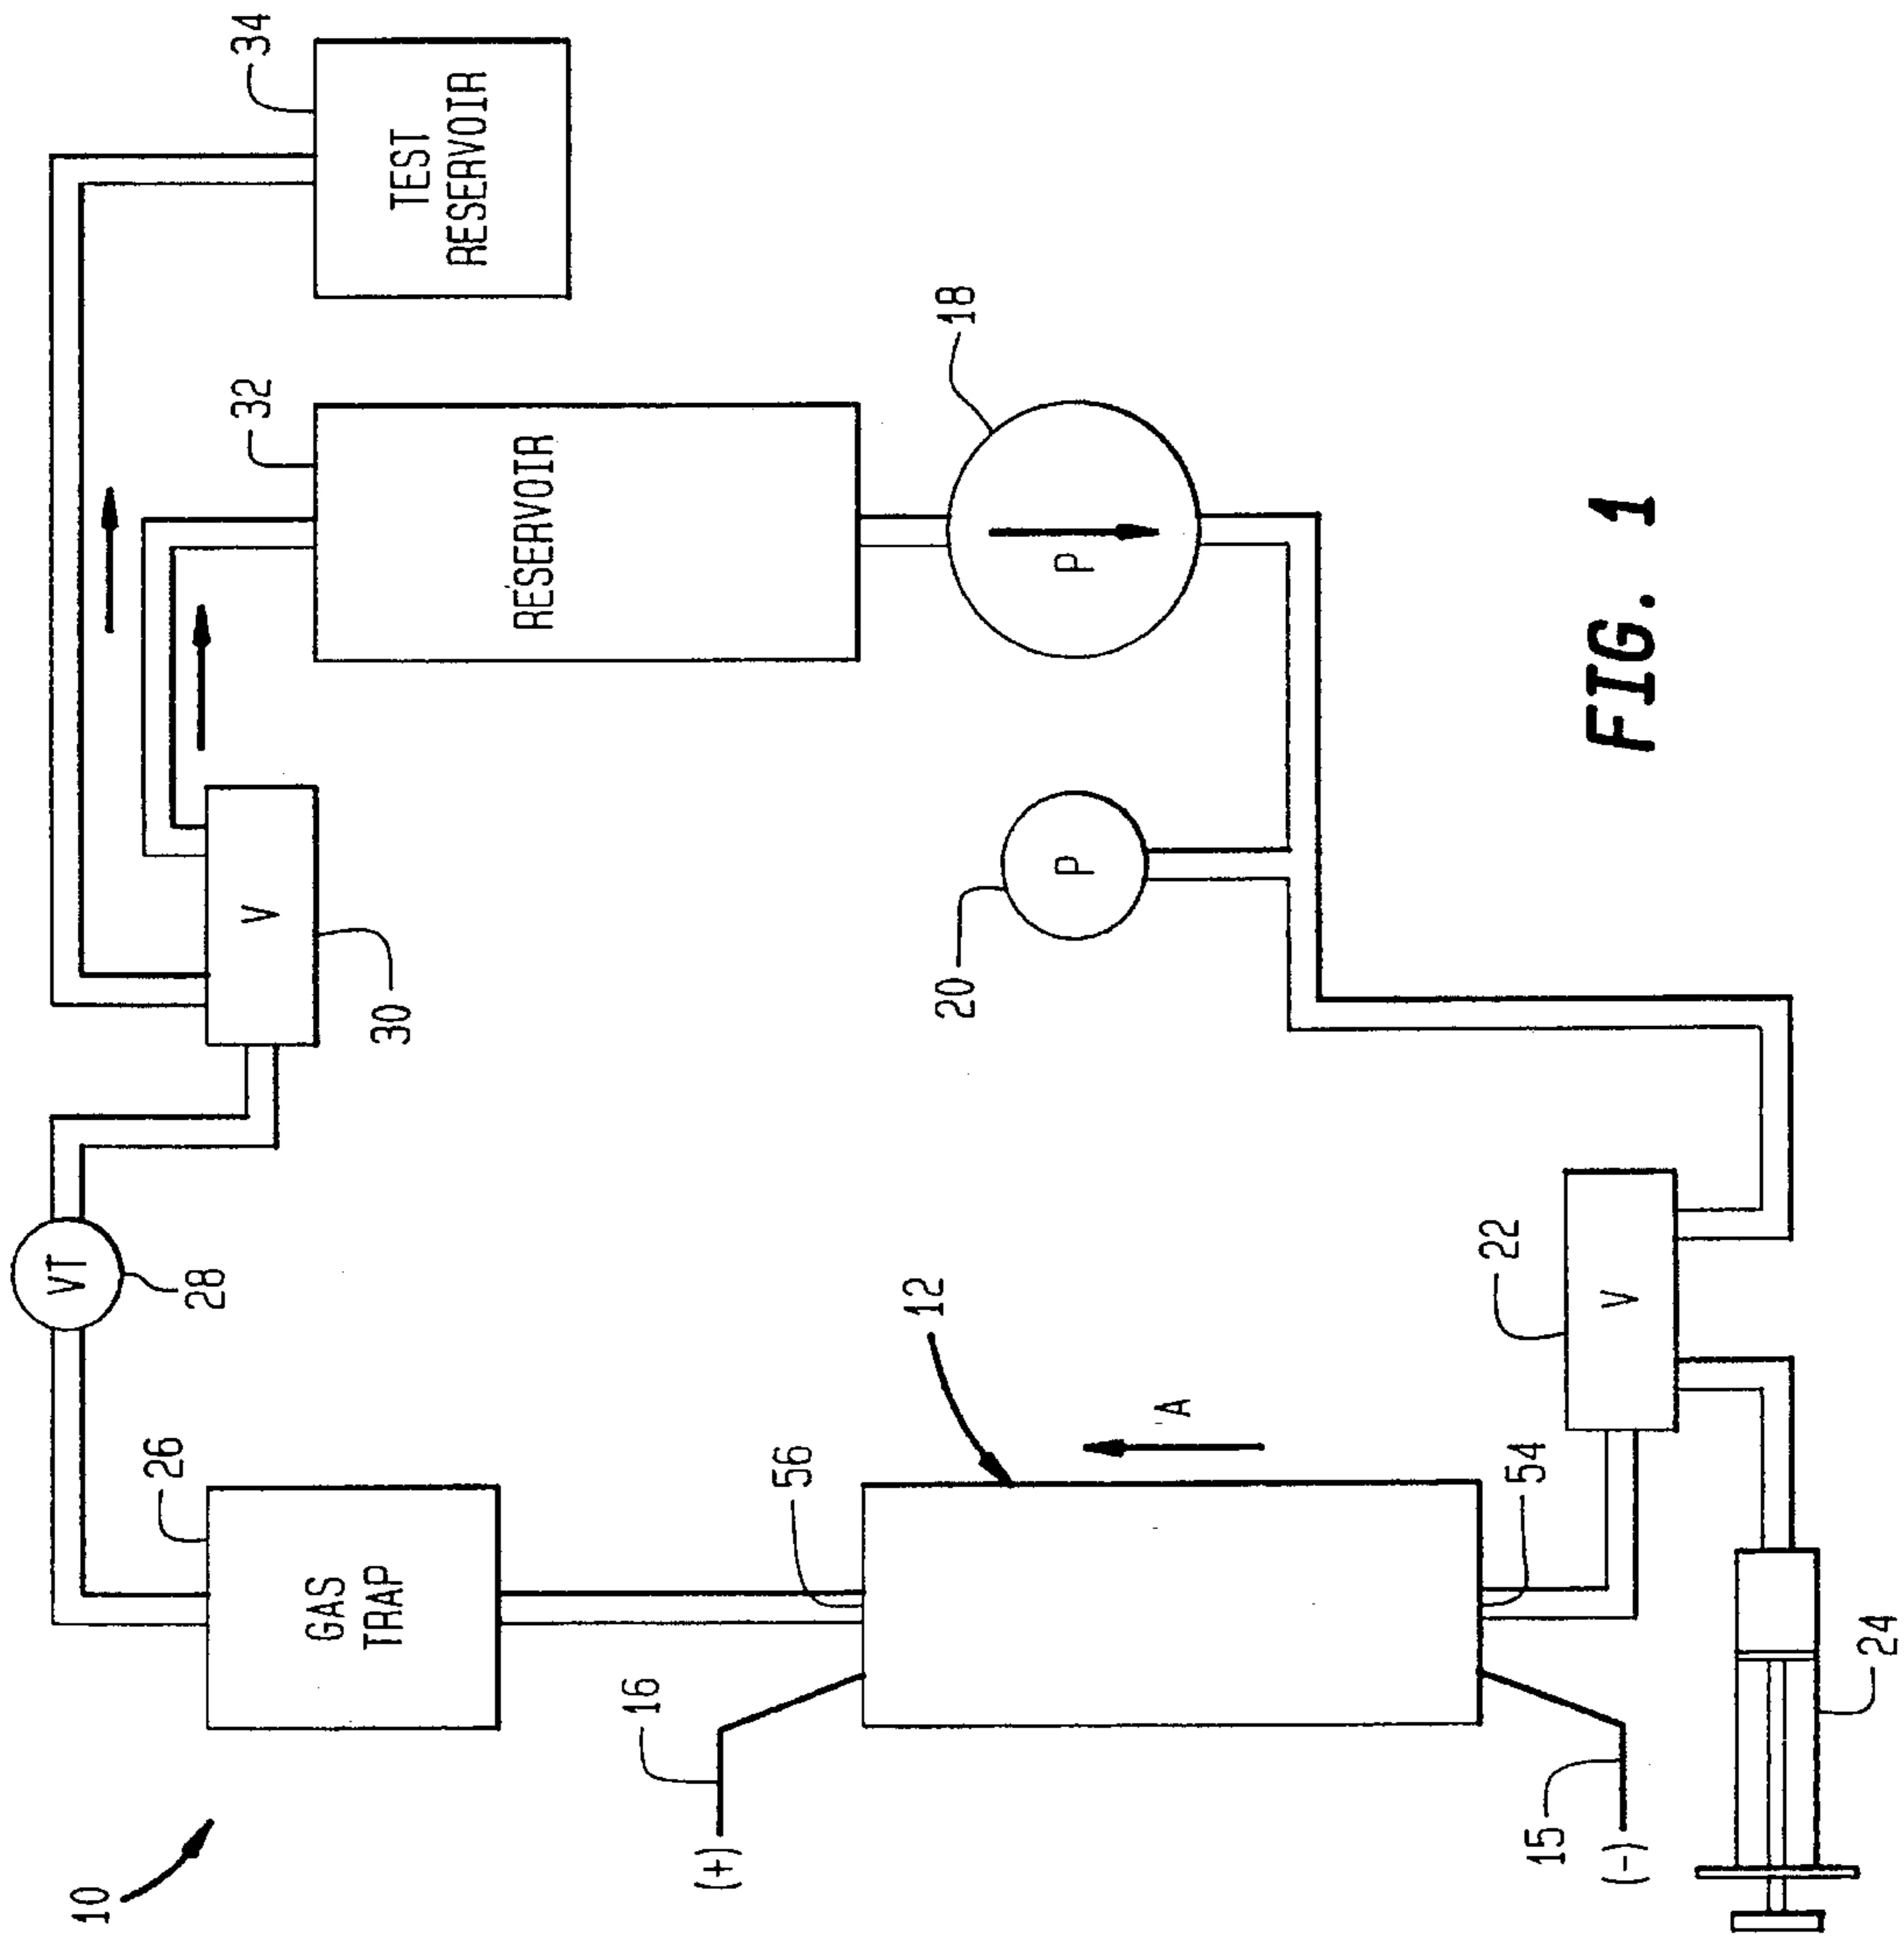 10
(+)
16
GAS
TRAP
26
VT
28
V
30
32
RESERVOIR
34
TEST
RESERVOIR
18
P
20
P
12
A
56
54
22
V
15
(-)
24
FIG. 1